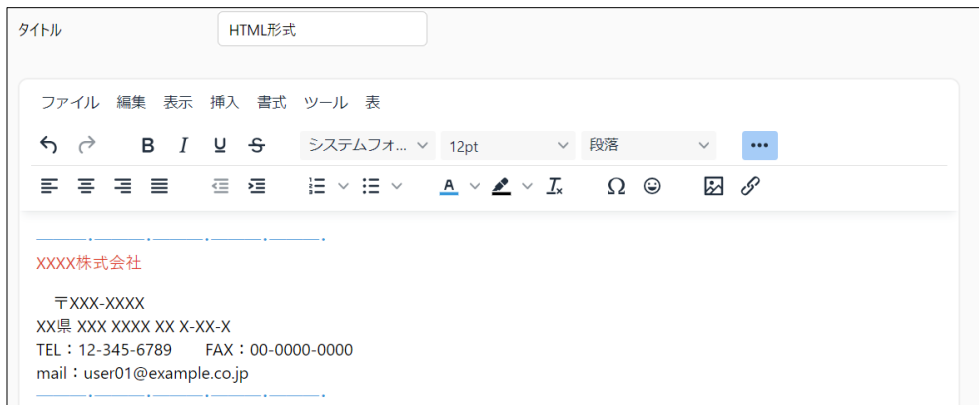 タイトル HTML形式
ファイル 編集 表示 挿入 書式 ツール 表
B I U S システムフォ... 12pt 段落
A Ω
XXXX株式会社
〒XXX-XXXX
XX県 XXX XXXX XX X-XX-X
TEL：12-345-6789 FAX：00-0000-0000
mail：user01@example.co.jp